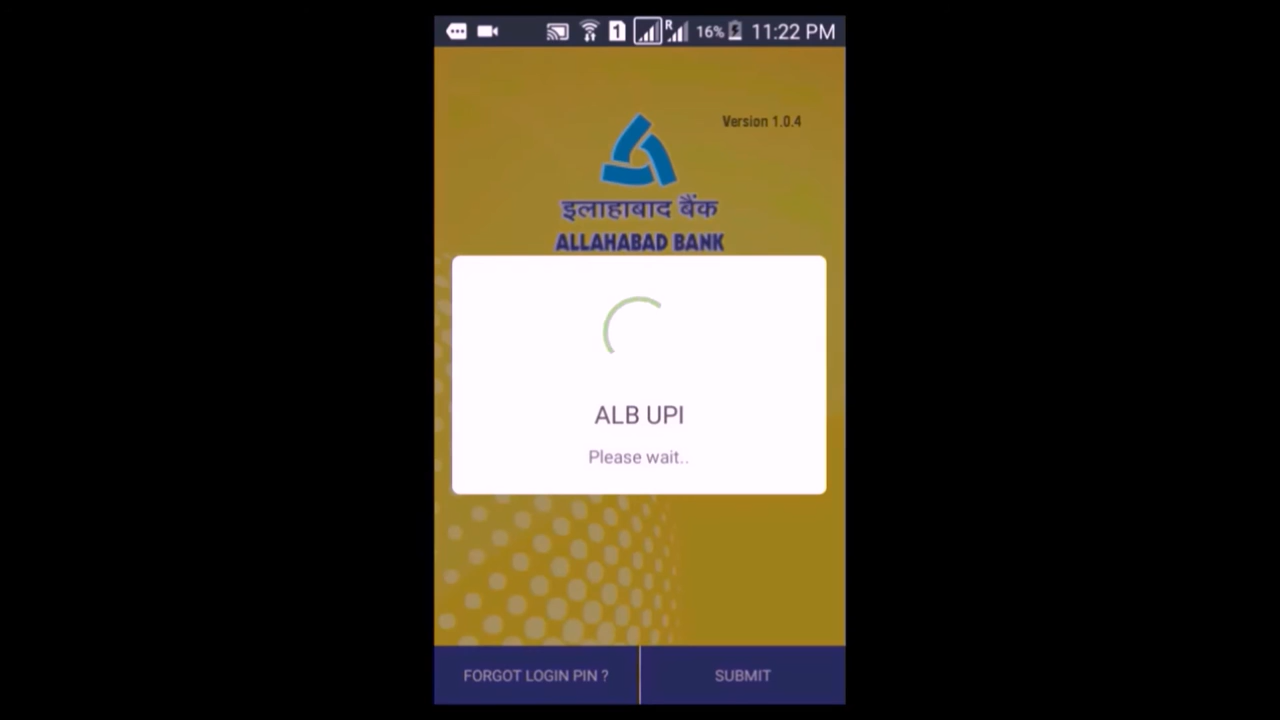 1 R 16% 11:22 PM
Version 1.0.4
इलाहाबाद बैंक
ALLAHABAD BANK
ALB UPI
Please wait..
FORGOT LOGIN PIN ? SUBMIT